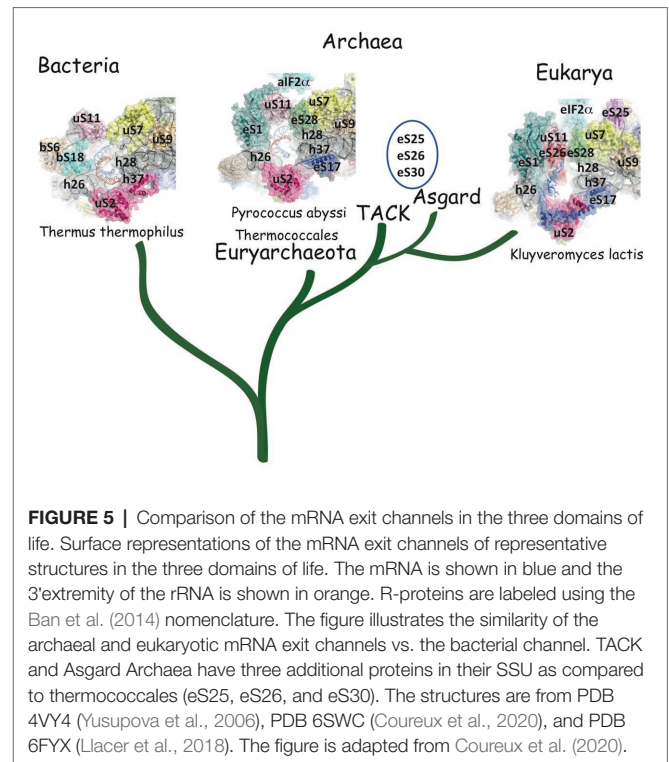 Archaea
Bacteria
Eukarya
uS11
uS7
uS9
bS6
bS18
h28
h26
h37
uS2
Thermus thermophilus
aIF2α
uS11
uS7
eS1
eS28
uS9
h28
h37
h26
eS17
uS2
Pyrococcus abyssi
Thermococcales
Euryarchaeota
eS25
eS26
eS30
TACK
Asgard
eIF2α
eS25
uS11
uS7
eS26
eS28
uS9
eS1
h28
h26
h37
eS17
uS2
Kluyveromyces lactis
FIGURE 5 | Comparison of the mRNA exit channels in the three domains of
life. Surface representations of the mRNA exit channels of representative
structures in the three domains of life. The mRNA is shown in blue and the
3'extremity of the rRNA is shown in orange. R-proteins are labeled using the
Ban et al. (2014) nomenclature. The figure illustrates the similarity of the
archaeal and eukaryotic mRNA exit channels vs. the bacterial channel. TACK
and Asgard Archaea have three additional proteins in their SSU as compared
to thermococcales (eS25, eS26, and eS30). The structures are from PDB
4VY4 (Yusupova et al., 2006), PDB 6SWC (Coureux et al., 2020), and PDB
6FYX (Llacer et al., 2018). The figure is adapted from Coureux et al. (2020).